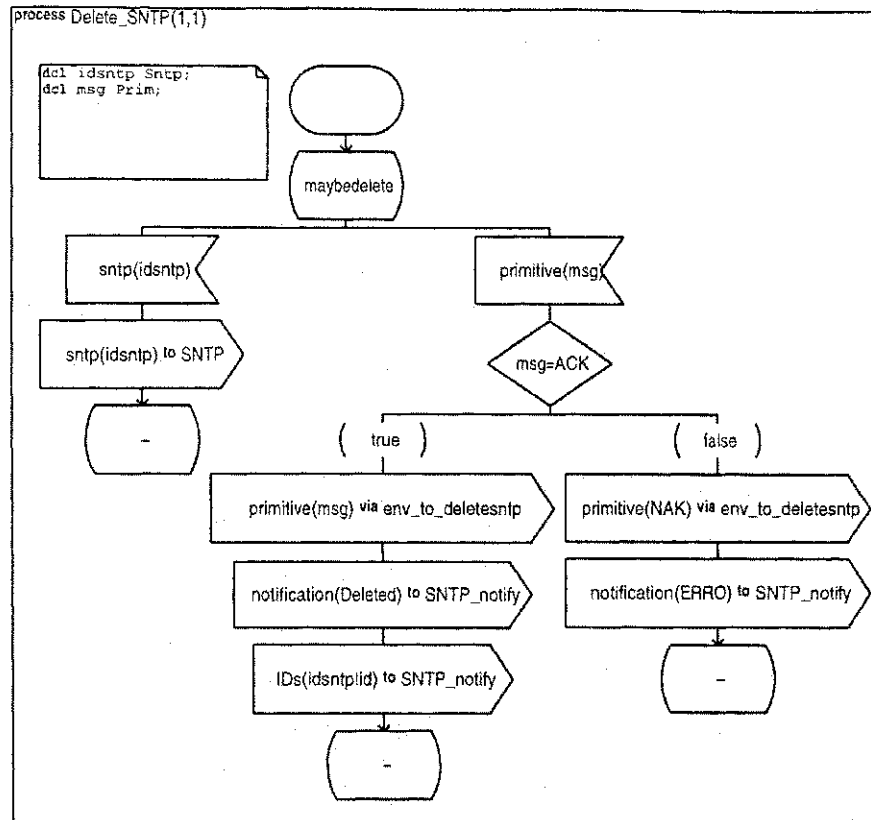 process Delete_SNTP(1,1)
dcl idsntp Sntp;
dcl msg Prim;
maybedelete
sntp(idsntp)
primitive(msg)
sntp(idsntp) to SNTP
msg=ACK
-
( true )
( false )
primitive(msg) via env_to_deletesntp
primitive(NAK) via env_to_deletesntp
notification(Deleted) to SNTP_notify
notification(ERRO) to SNTP_notify
IDs(idsntp!id) to SNTP_notify
-
-